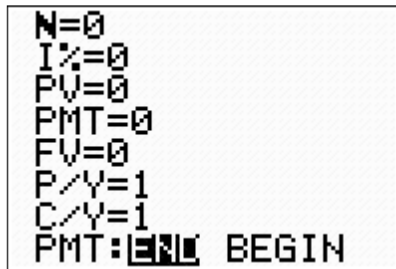 N=0
I%=0
PV=0
PMT=0
FV=0
P/Y=1
C/Y=1
PMT:END BEGIN